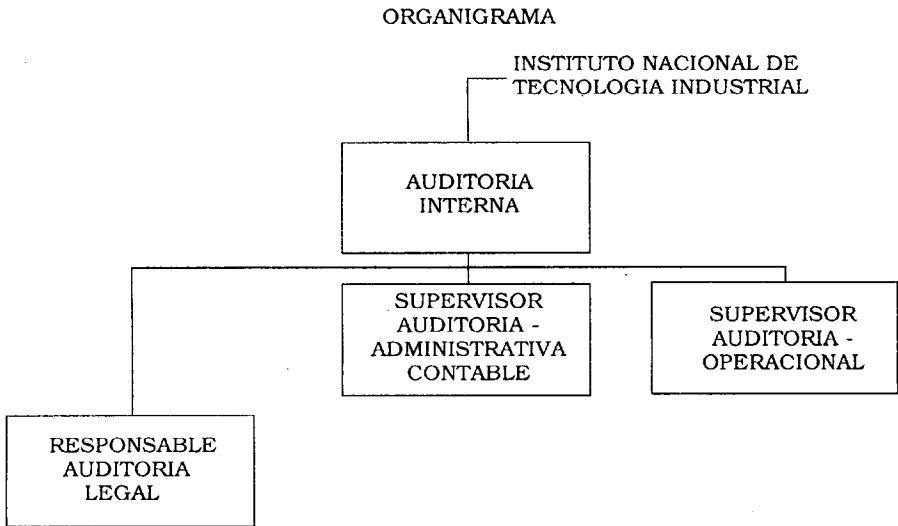 ORGANIGRAMA
INSTITUTO NACIONAL DE
TECNOLOGIA INDUSTRIAL
AUDITORIA
INTERNA
SUPERVISOR
AUDITORIA -
ADMINISTRATIVA
CONTABLE
SUPERVISOR
AUDITORIA -
OPERACIONAL
RESPONSABLE
AUDITORIA
LEGAL